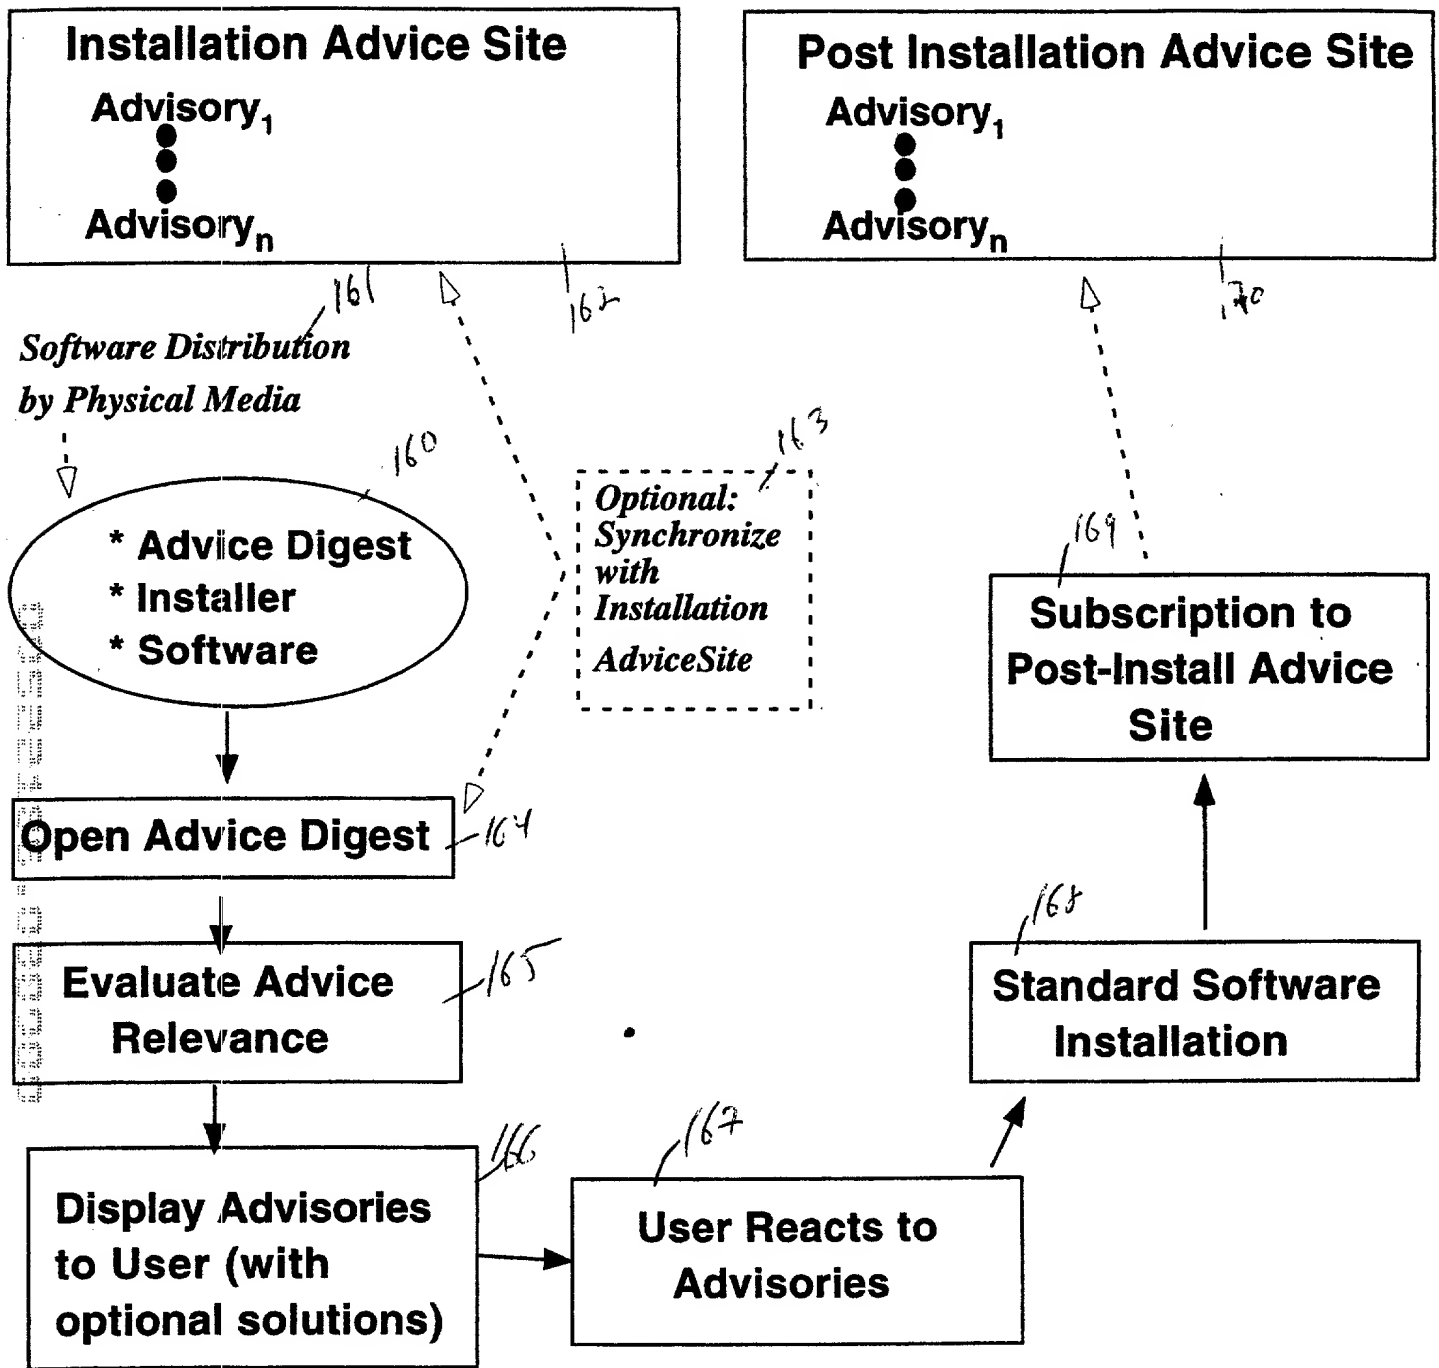 Installation Advice Site
Advisory1
Advisoryn
161
162
Post Installation Advice Site
Advisory1
Advisoryn
170
Software Distribution
by Physical Media
160
* Advice Digest
* Installer
* Software
163
Optional:
Synchronize
with
Installation
AdviceSite
Open Advice Digest
164
Evaluate Advice
Relevance
165
Display Advisories
to User (with
optional solutions)
166
User Reacts to
Advisories
167
Standard Software
Installation
168
Subscription to
Post-Install Advice
Site
169